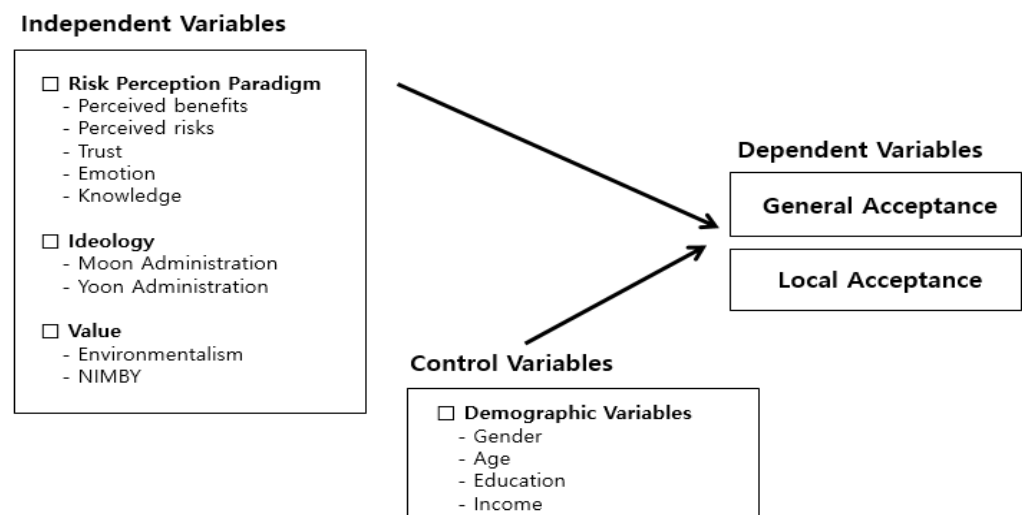 Independent Variables
□ Risk Perception Paradigm
- Perceived benefits
- Perceived risks
- Trust
- Emotion
- Knowledge
□ Ideology
- Moon Administration
- Yoon Administration
□ Value
- Environmentalism
- NIMBY
Dependent Variables
General Acceptance
Local Acceptance
Control Variables
□ Demographic Variables
- Gender
- Age
- Education
- Income